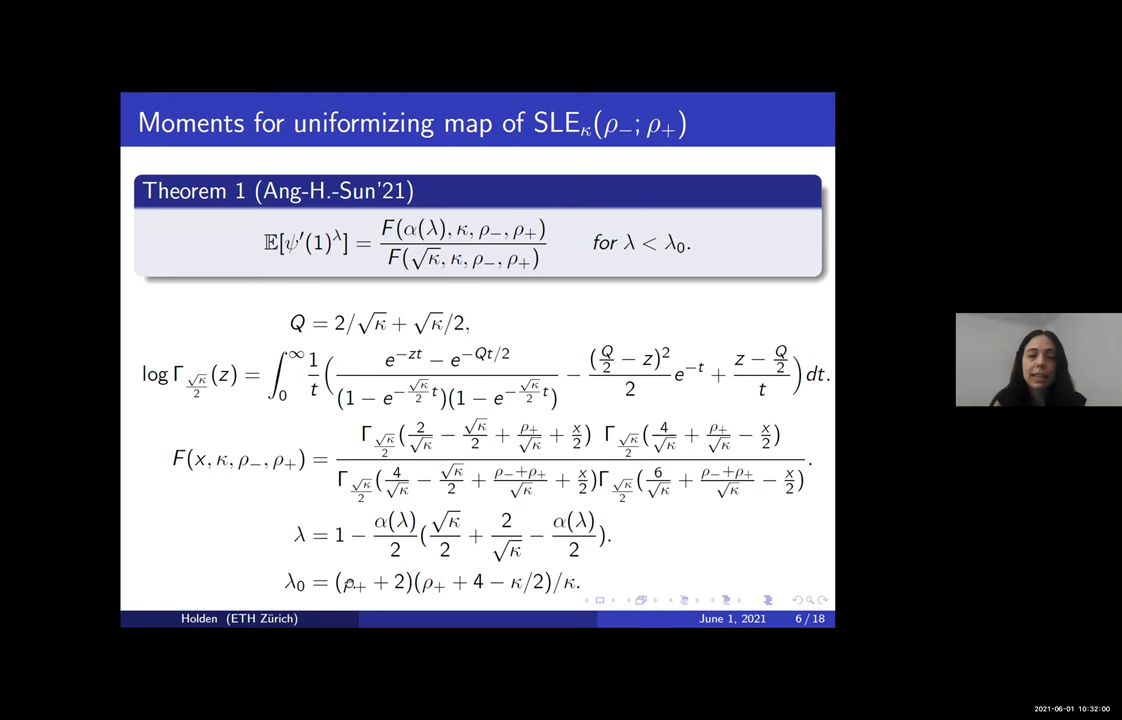 Moments for uniformizing map of SLE_κ(ρ_−; ρ_+)
Theorem 1 (Ang-H.-Sun'21)
𝔼[ψ′(1)^λ] = F(α(λ), κ, ρ_−, ρ_+) / F(√κ, κ, ρ_−, ρ_+) for λ < λ_0.
Q = 2/√κ + √κ/2,
log Γ_{√κ/2}(z) = ∫_0^∞ 1/t ( (e^{−zt} − e^{−Qt/2}) / ((1 − e^{−(√κ/2)t})(1 − e^{−(√κ/2)t})) − ((Q/2 − z)^2 / 2) e^{−t} + (z − Q/2)/t ) dt.
F(x, κ, ρ_−, ρ_+) = Γ_{√κ/2}(2/√κ − √κ/2 + ρ_+/√κ + x/2) Γ_{√κ/2}(4/√κ + ρ_+/√κ − x/2) / Γ_{√κ/2}(4/√κ − √κ/2 + (ρ_−+ρ_+)/√κ + x/2)Γ_{√κ/2}(6/√κ + (ρ_−+ρ_+)/√κ − x/2).
λ = 1 − α(λ)/2 (√κ/2 + 2/√κ − α(λ)/2).
λ_0 = (ρ_+ + 2)(ρ_+ + 4 − κ/2)/κ.
Holden (ETH Zürich) June 1, 2021 6 / 18
2021-06-01 10:32:00